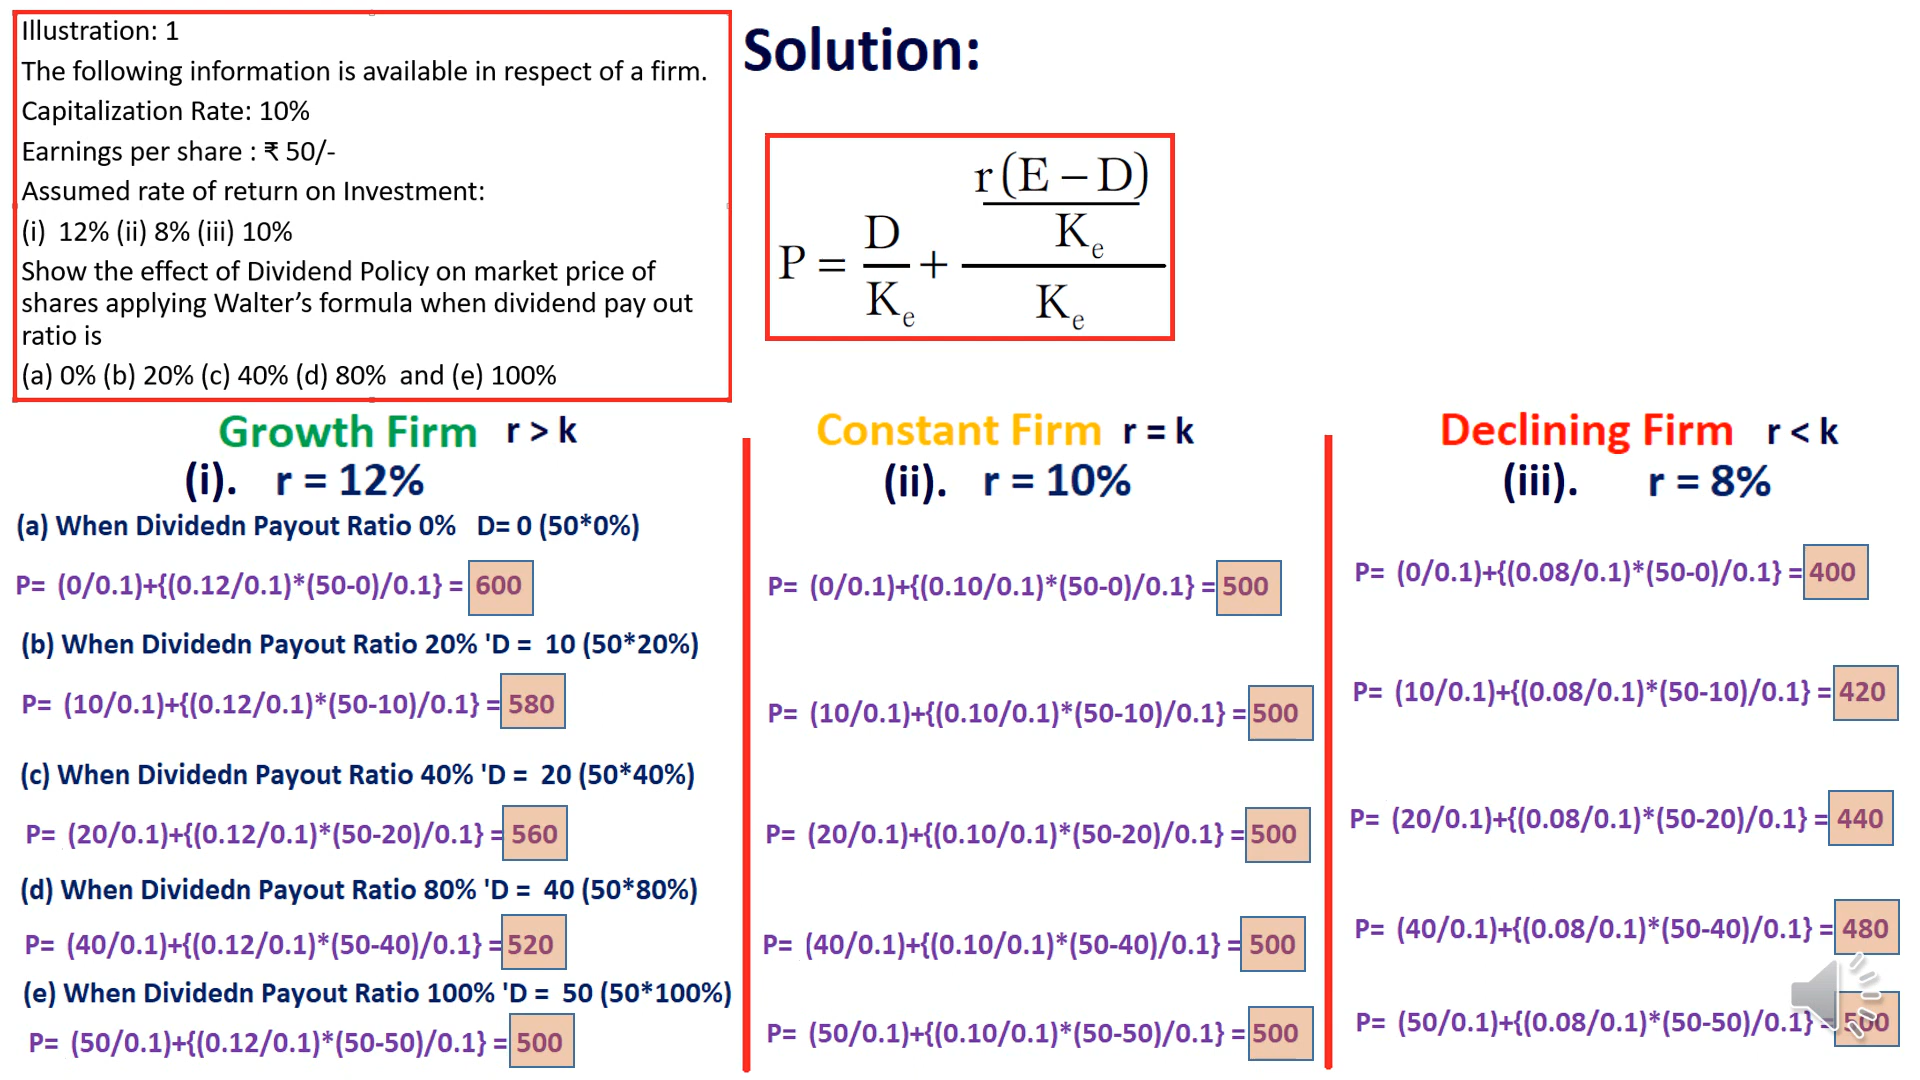 Illustration: 1
The following information is available in respect of a firm.
Capitalization Rate: 10%
Earnings per share : ₹ 50/-
Assumed rate of return on Investment:
(i) 12% (ii) 8% (iii) 10%
Show the effect of Dividend Policy on market price of
shares applying Walter's formula when dividend pay out
ratio is
(a) 0% (b) 20% (c) 40% (d) 80% and (e) 100%
Solution:
P = D/Ke + (r(E – D)/Ke)/Ke
Growth Firm r > k
(i). r = 12%
(a) When Dividedn Payout Ratio 0% D= 0 (50*0%)
P= (0/0.1)+{(0.12/0.1)*(50-0)/0.1} = 600
(b) When Dividedn Payout Ratio 20% 'D = 10 (50*20%)
P= (10/0.1)+{(0.12/0.1)*(50-10)/0.1} = 580
(c) When Dividedn Payout Ratio 40% 'D = 20 (50*40%)
P= (20/0.1)+{(0.12/0.1)*(50-20)/0.1} = 560
(d) When Dividedn Payout Ratio 80% 'D = 40 (50*80%)
P= (40/0.1)+{(0.12/0.1)*(50-40)/0.1} = 520
(e) When Dividedn Payout Ratio 100% 'D = 50 (50*100%)
P= (50/0.1)+{(0.12/0.1)*(50-50)/0.1} = 500
Constant Firm r = k
(ii). r = 10%
P= (0/0.1)+{(0.10/0.1)*(50-0)/0.1} = 500
P= (10/0.1)+{(0.10/0.1)*(50-10)/0.1} = 500
P= (20/0.1)+{(0.10/0.1)*(50-20)/0.1} = 500
P= (40/0.1)+{(0.10/0.1)*(50-40)/0.1} = 500
P= (50/0.1)+{(0.10/0.1)*(50-50)/0.1} = 500
Declining Firm r < k
(iii). r = 8%
P= (0/0.1)+{(0.08/0.1)*(50-0)/0.1} = 400
P= (10/0.1)+{(0.08/0.1)*(50-10)/0.1} = 420
P= (20/0.1)+{(0.08/0.1)*(50-20)/0.1} = 440
P= (40/0.1)+{(0.08/0.1)*(50-40)/0.1} = 480
P= (50/0.1)+{(0.08/0.1)*(50-50)/0.1} = 500